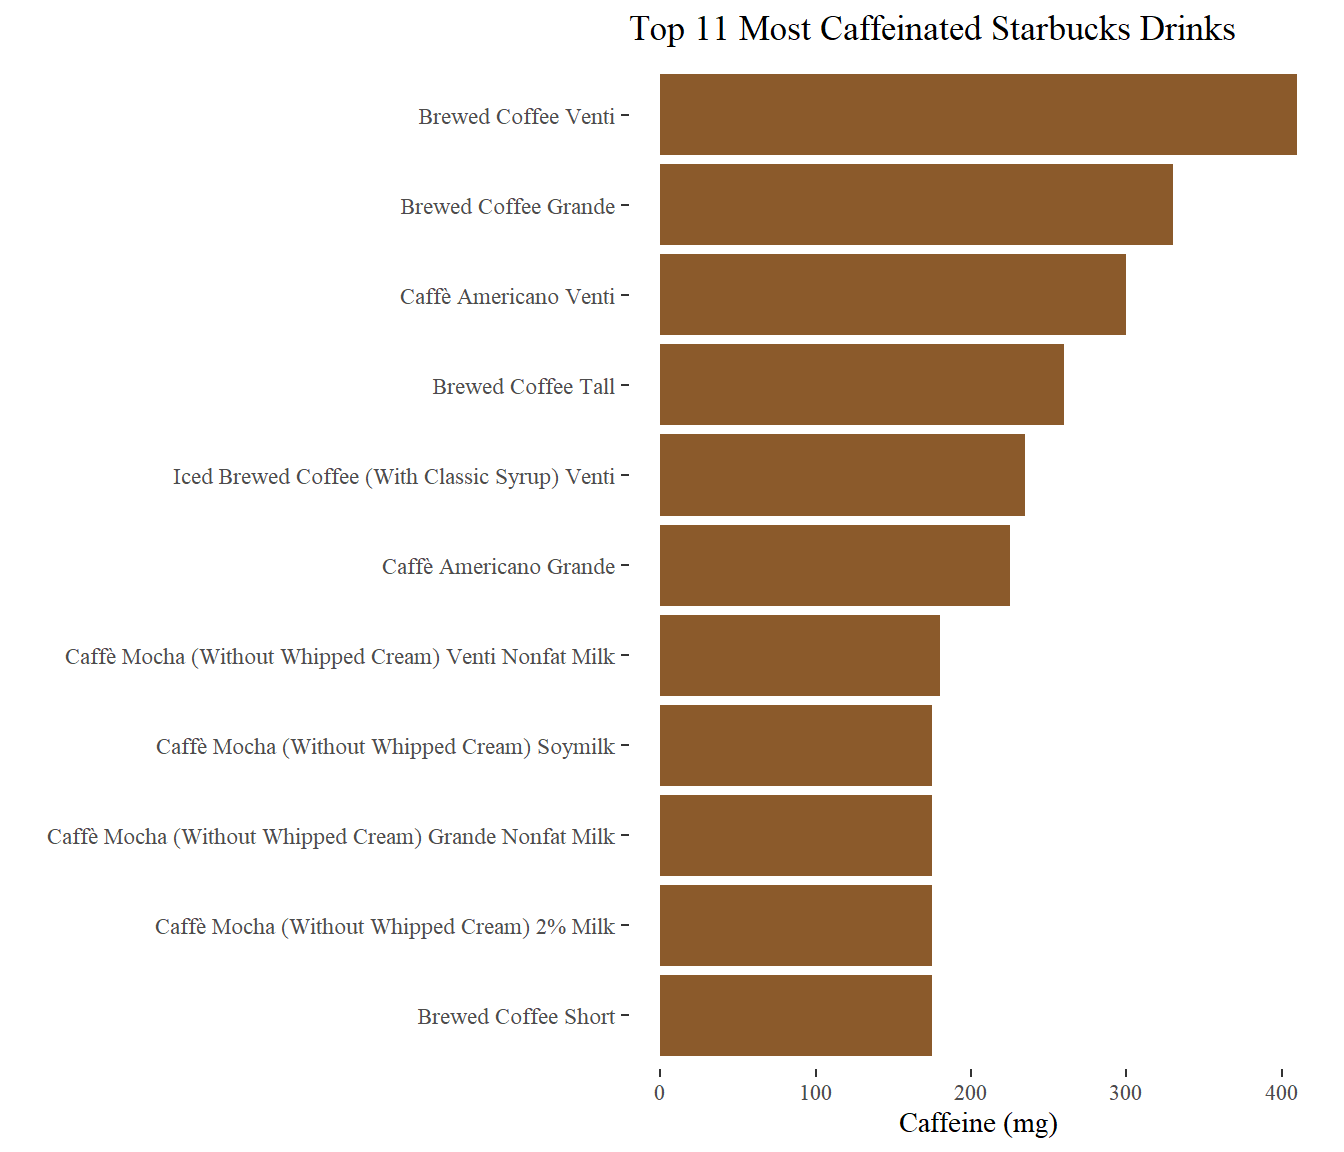 Top 11 Most Caffeinated Starbucks Drinks
Brewed Coffee Venti
Brewed Coffee Grande
Caffè Americano Venti
Brewed Coffee Tall
Iced Brewed Coffee (With Classic Syrup) Venti
Caffè Americano Grande
Caffè Mocha (Without Whipped Cream) Venti Nonfat Milk
Caffè Mocha (Without Whipped Cream) Soymilk
Caffè Mocha (Without Whipped Cream) Grande Nonfat Milk
Caffè Mocha (Without Whipped Cream) 2% Milk
Brewed Coffee Short
0 100 200 300 400
Caffeine (mg)